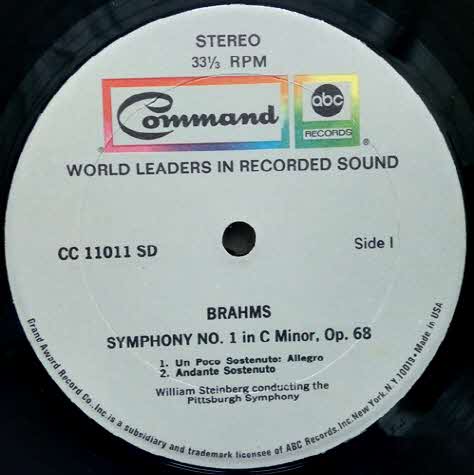 STEREO
33⅓ RPM
Command
abc
RECORDS
®
®
WORLD LEADERS IN RECORDED SOUND
CC 11011 SD
Side I
BRAHMS
SYMPHONY NO. 1 in C Minor, Op. 68
1. Un Poco Sostenuto: Allegro
2. Andante Sostenuto
William Steinberg conducting the
Pittsburgh Symphony
Grand Award Record Co., Inc. is a subsidiary and trademark licensee of ABC Records, Inc. New York, N.Y. 10019 • Made in USA